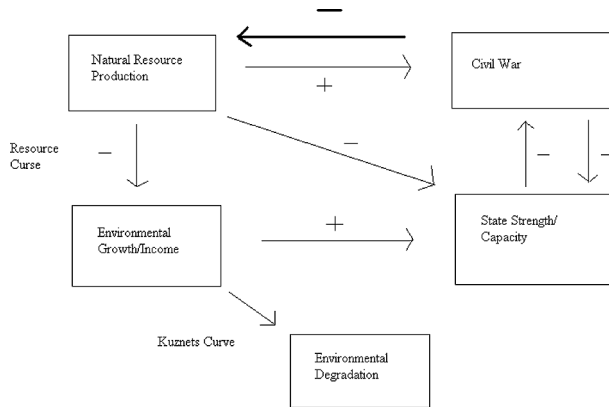 −
Natural Resource
Production
Civil War
+
Resource
Curse
−
−
−
−
Environmental
Growth/Income
+
State Strength/
Capacity
Kuznets Curve
Environmental
Degradation